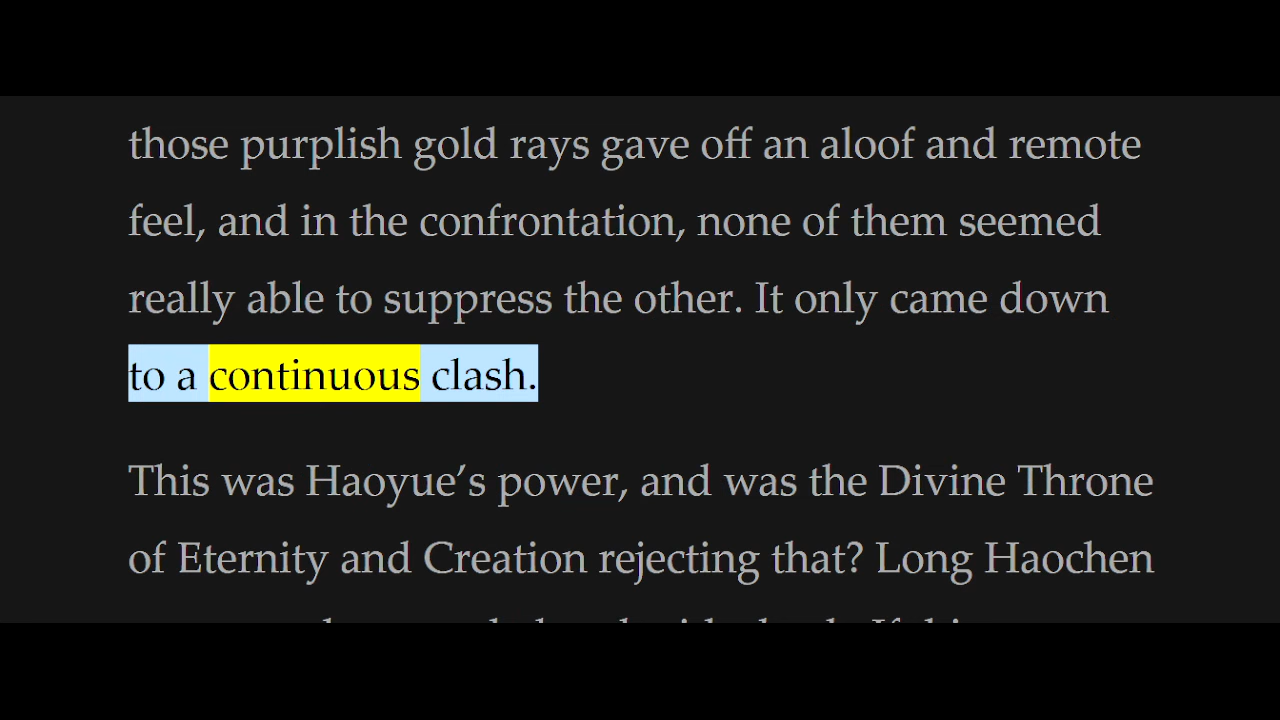 those purplish gold rays gave off an aloof and remote
feel, and in the confrontation, none of them seemed
really able to suppress the other. It only came down
to a continuous clash.
This was Haoyue’s power, and was the Divine Throne
of Eternity and Creation rejecting that? Long Haochen